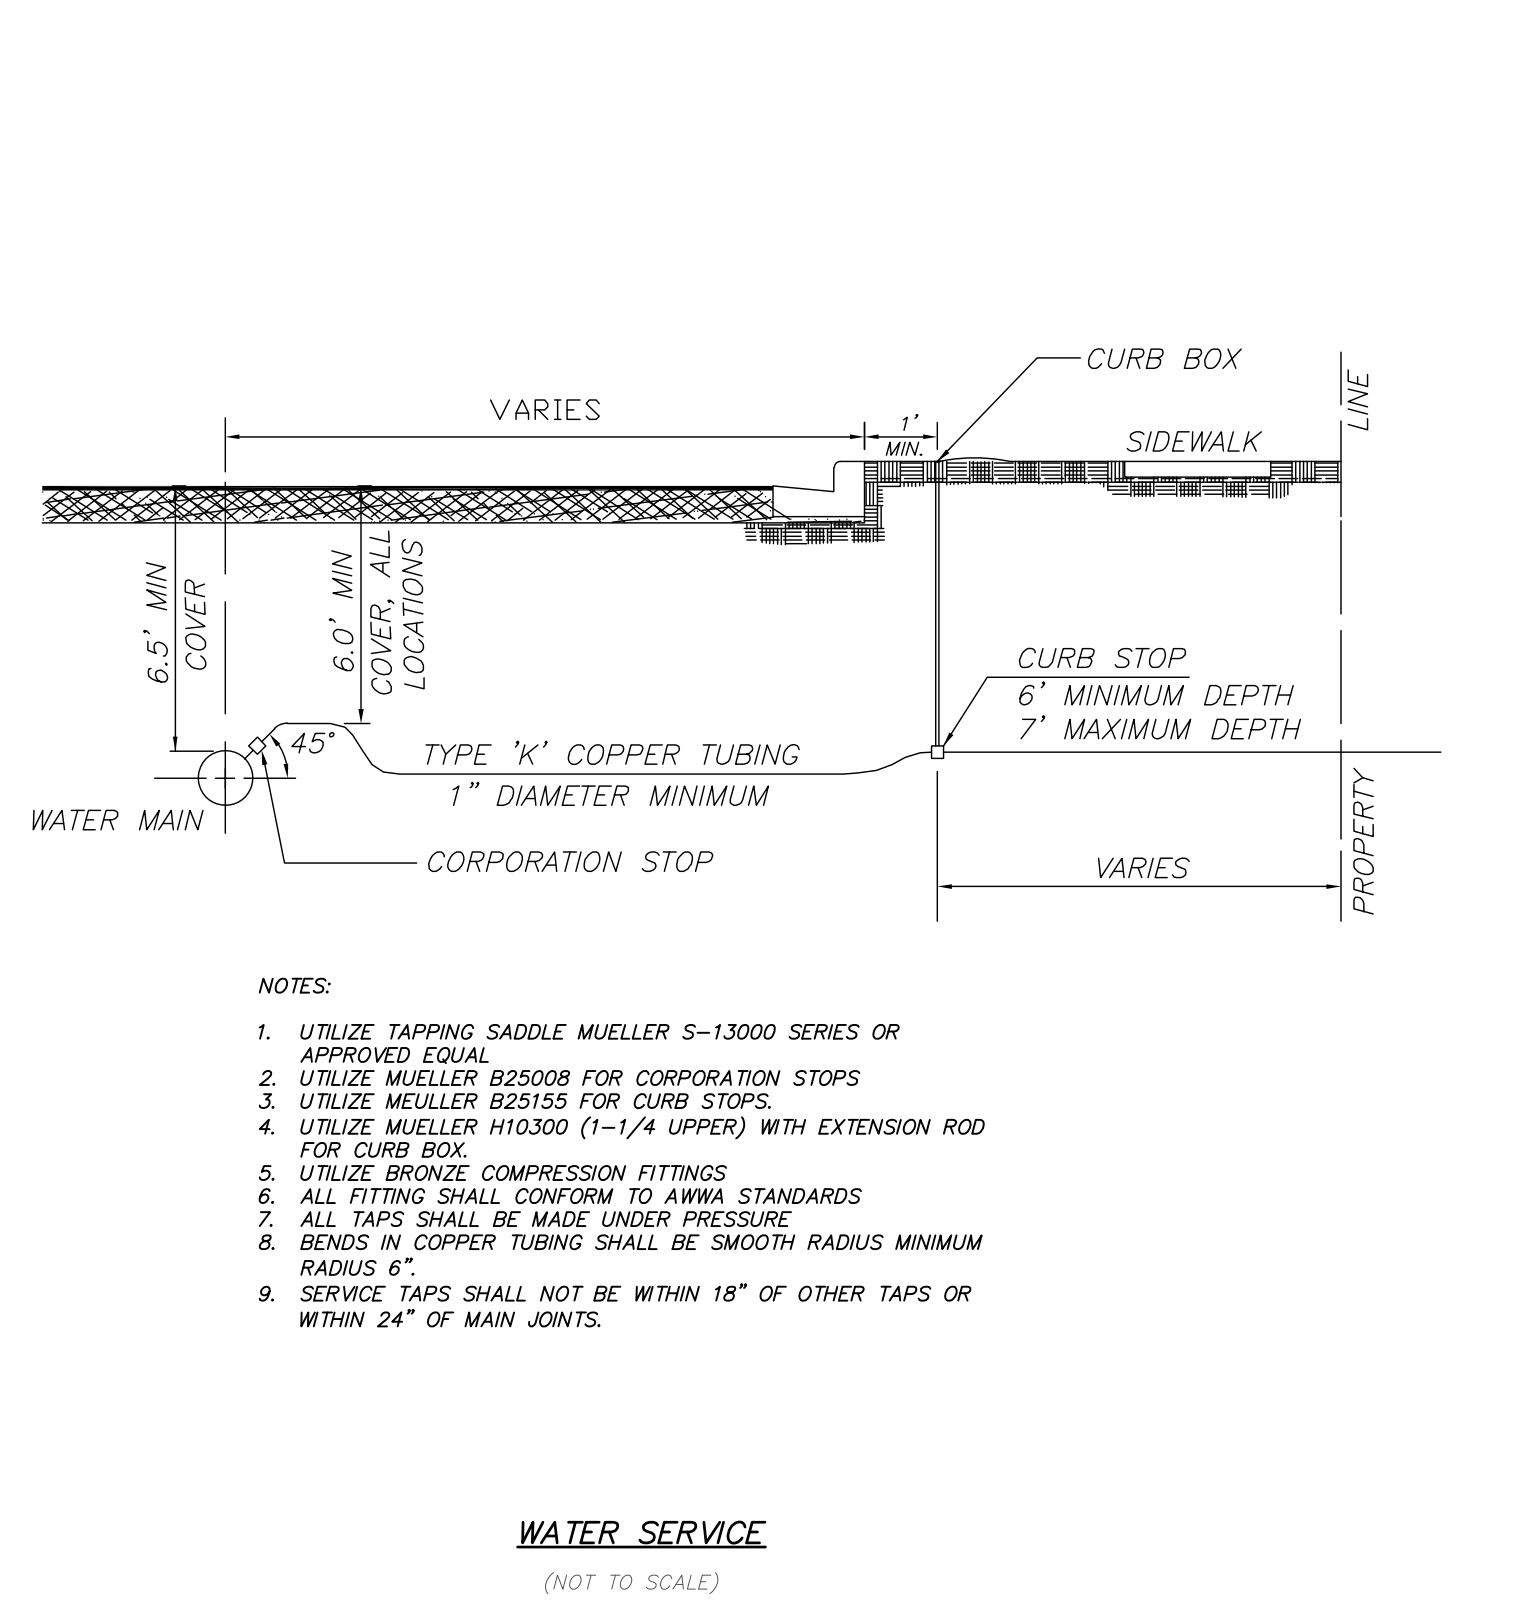 CURB BOX
LINE
VARIES
1'
MIN.
SIDEWALK
6.5' MIN
COVER
6.0' MIN
COVER, ALL
LOCATIONS
CURB STOP
6' MINIMUM DEPTH
7' MAXIMUM DEPTH
45°
TYPE 'K' COPPER TUBING
1" DIAMETER MINIMUM
WATER MAIN
CORPORATION STOP
VARIES
PROPERTY
NOTES:
1. UTILIZE TAPPING SADDLE MUELLER S-13000 SERIES OR
APPROVED EQUAL
2. UTILIZE MUELLER B25008 FOR CORPORATION STOPS
3. UTILIZE MEULLER B25155 FOR CURB STOPS.
4. UTILIZE MUELLER H10300 (1-1/4 UPPER) WITH EXTENSION ROD
FOR CURB BOX.
5. UTILIZE BRONZE COMPRESSION FITTINGS
6. ALL FITTING SHALL CONFORM TO AWWA STANDARDS
7. ALL TAPS SHALL BE MADE UNDER PRESSURE
8. BENDS IN COPPER TUBING SHALL BE SMOOTH RADIUS MINIMUM
RADIUS 6".
9. SERVICE TAPS SHALL NOT BE WITHIN 18" OF OTHER TAPS OR
WITHIN 24" OF MAIN JOINTS.
WATER SERVICE
(NOT TO SCALE)